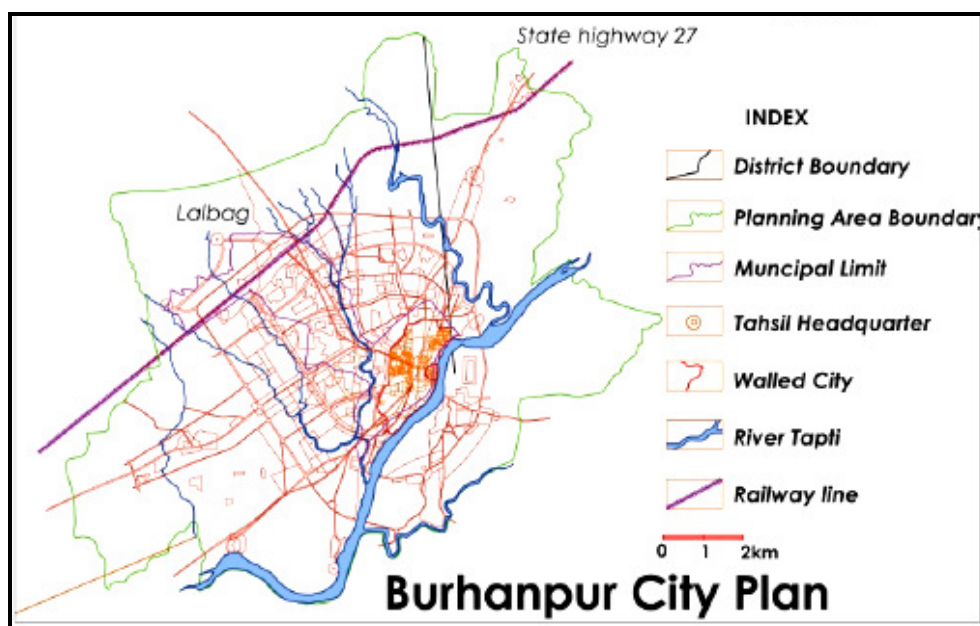 State highway 27
Lalbag
INDEX
District Boundary
Planning Area Boundary
Muncipal Limit
Tahsil Headquarter
Walled City
River Tapti
Railway line
0 1 2km
Burhanpur City Plan